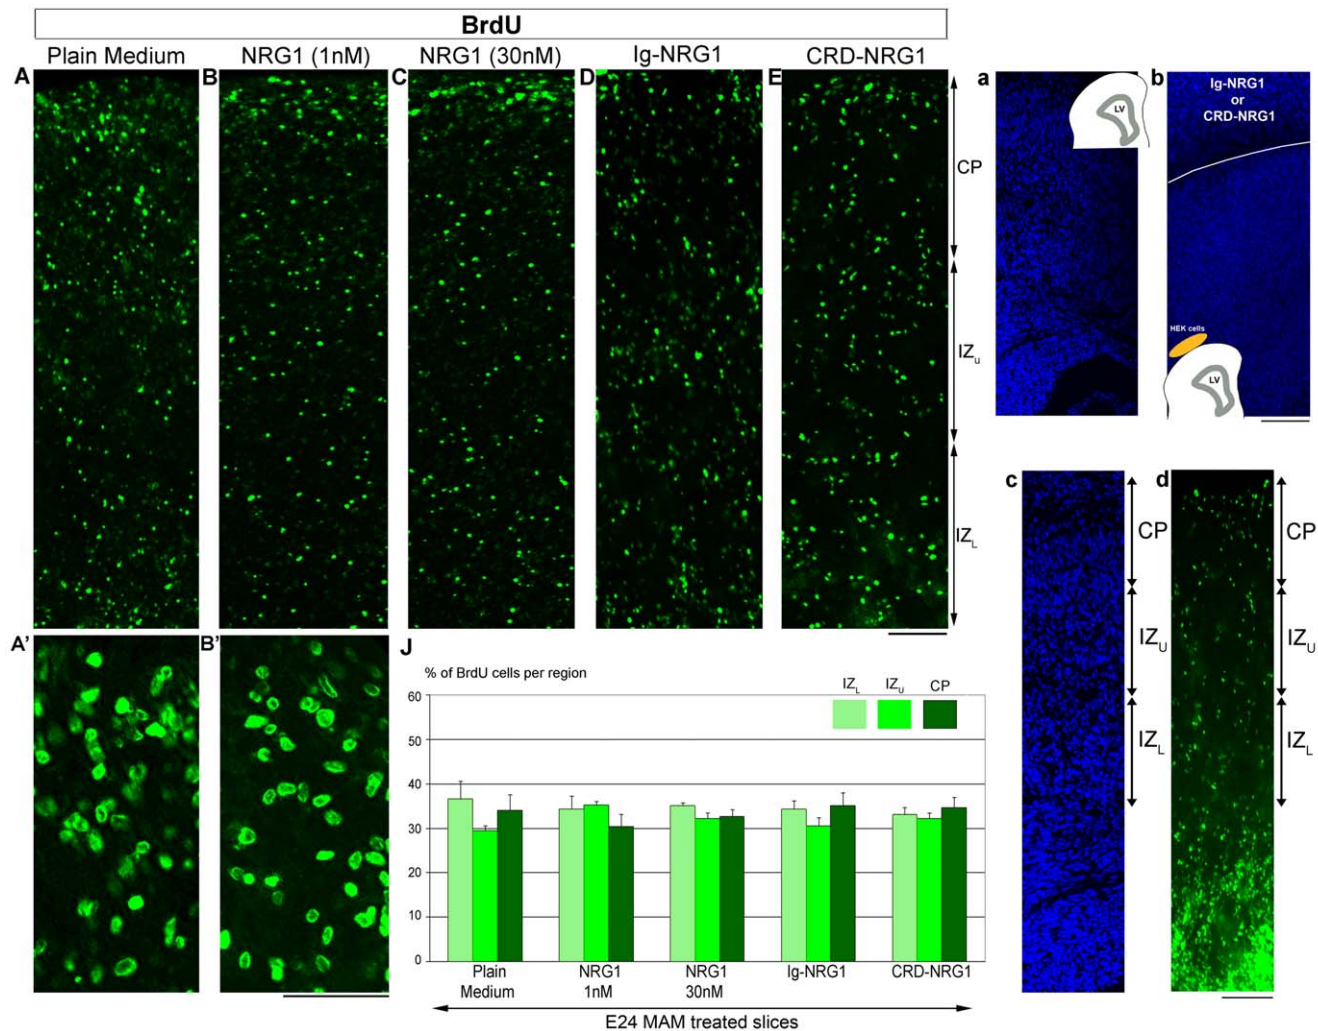 BrdU
Plain Medium NRG1 (1nM) NRG1 (30nM) Ig-NRG1 CRD-NRG1
A B C D E
CP
IZU
IZL
a
LV
b
Ig-NRG1
or
CRD-NRG1
HEK cells
LV
A' B'
J
% of BrdU cells per region
IZL IZU CP
60
50
40
30
20
10
0
Plain Medium
NRG1 1nM
NRG1 30nM
Ig-NRG1
CRD-NRG1
E24 MAM treated slices
c
CP
IZU
IZL
d
CP
IZU
IZL